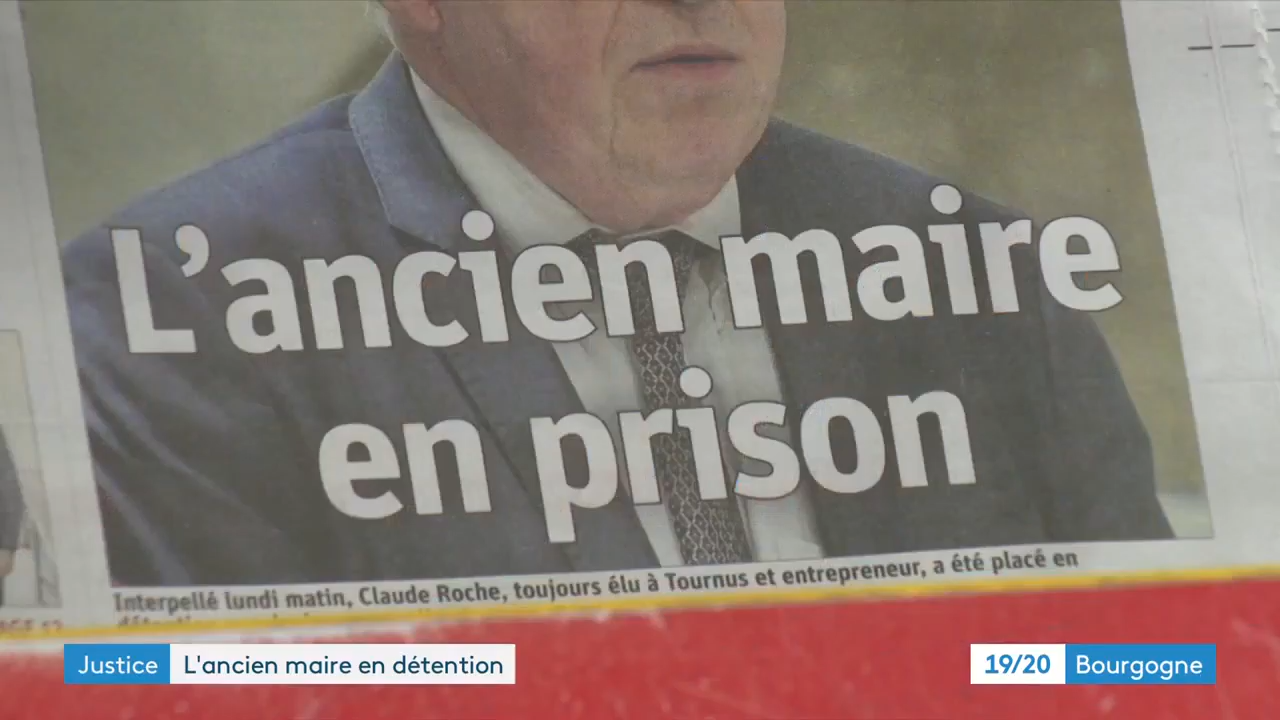 L'ancien maire
en prison
Interpellé lundi matin, Claude Roche, toujours élu à Tournus et entrepreneur, a été placé en
Justice L'ancien maire en détention
19/20 Bourgogne